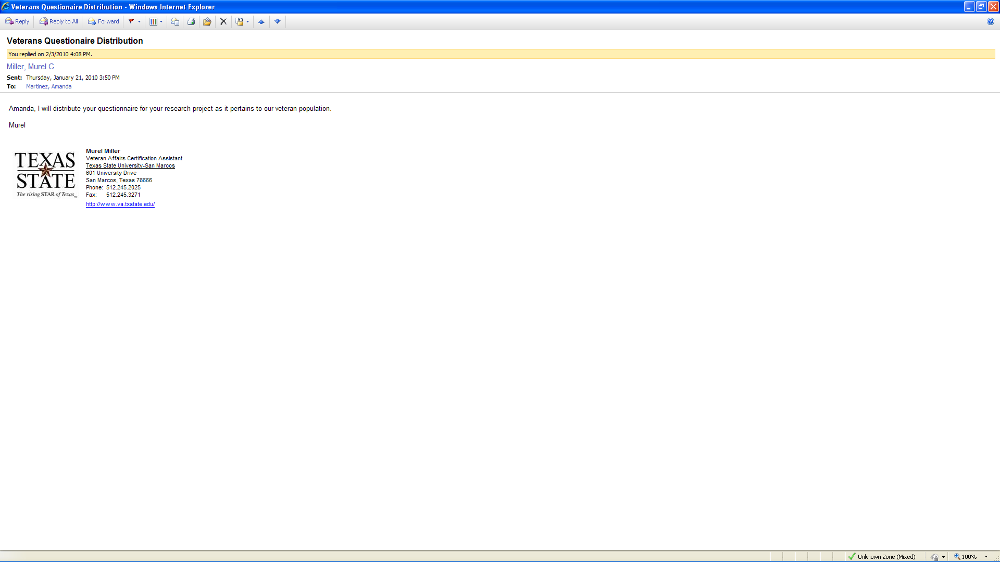 Veterans Questionaire Distribution - Windows Internet Explorer
Reply Reply to All Forward
Veterans Questionaire Distribution
You replied on 2/3/2010 4:08 PM.
Miller, Murel C
Sent: Thursday, January 21, 2010 3:50 PM
To: Martinez, Amanda
Amanda, I will distribute your questionnaire for your research project as it pertains to our veteran population.
Murel
TEXAS
STATE
The rising STAR of Texas™
Murel Miller
Veteran Affairs Certification Assistant
Texas State University-San Marcos
601 University Drive
San Marcos, Texas 78666
Phone: 512.245.2025
Fax: 512.245.3271
http://www.va.txstate.edu/
Unknown Zone (Mixed) 100%